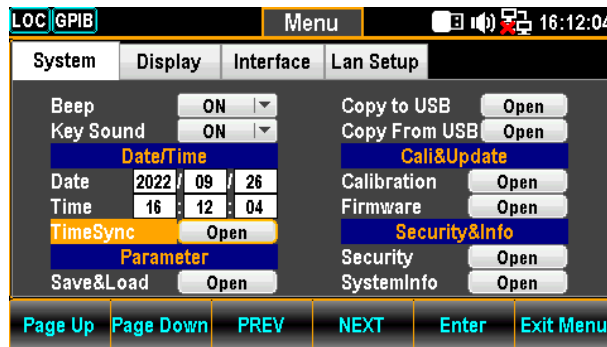 LOC GPIB Menu 16:12:04
System Display Interface Lan Setup
Beep ON Copy to USB Open
Key Sound ON Copy From USB Open
Date/Time Cali&Update
Date 2022 / 09 / 26 Calibration Open
Time 16 : 12 : 04 Firmware Open
TimeSync Open Security&Info
Parameter Security Open
Save&Load Open SystemInfo Open
Page Up Page Down PREV NEXT Enter Exit Menu